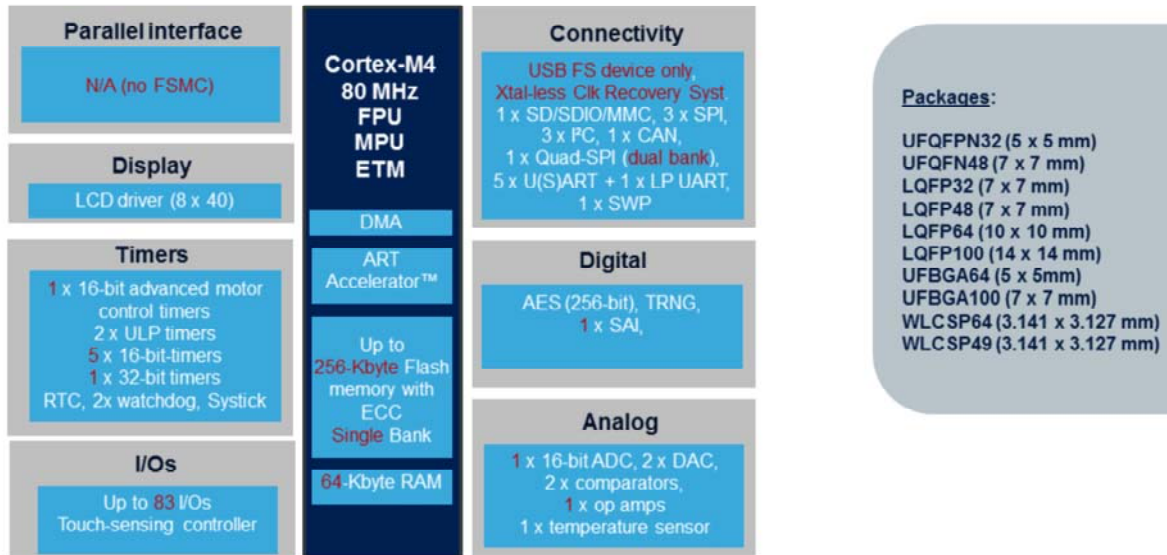 Parallel interface
N/A (no FSMC)
Display
LCD driver (8 x 40)
Timers
1 x 16-bit advanced motor
control timers
2 x ULP timers
5 x 16-bit-timers
1 x 32-bit timers
RTC, 2x watchdog, Systick
I/Os
Up to 83 I/Os
Touch-sensing controller
Cortex-M4
80 MHz
FPU
MPU
ETM
DMA
ART
Accelerator™
Up to
256-Kbyte Flash
memory with
ECC
Single Bank
64-Kbyte RAM
Connectivity
USB FS device only,
Xtal-less Clk Recovery Syst,
1 x SD/SDIO/MMC, 3 x SPI,
3 x I²C, 1 x CAN,
1 x Quad-SPI (dual bank),
5 x U(S)ART + 1 x LP UART,
1 x SWP
Digital
AES (256-bit), TRNG,
1 x SAI,
Analog
1 x 16-bit ADC, 2 x DAC,
2 x comparators,
1 x op amps
1 x temperature sensor
Packages:
UFQFPN32 (5 x 5 mm)
UFQFN48 (7 x 7 mm)
LQFP32 (7 x 7 mm)
LQFP48 (7 x 7 mm)
LQFP64 (10 x 10 mm)
LQFP100 (14 x 14 mm)
UFBGA64 (5 x 5mm)
UFBGA100 (7 x 7 mm)
WLCSP64 (3.141 x 3.127 mm)
WLCSP49 (3.141 x 3.127 mm)